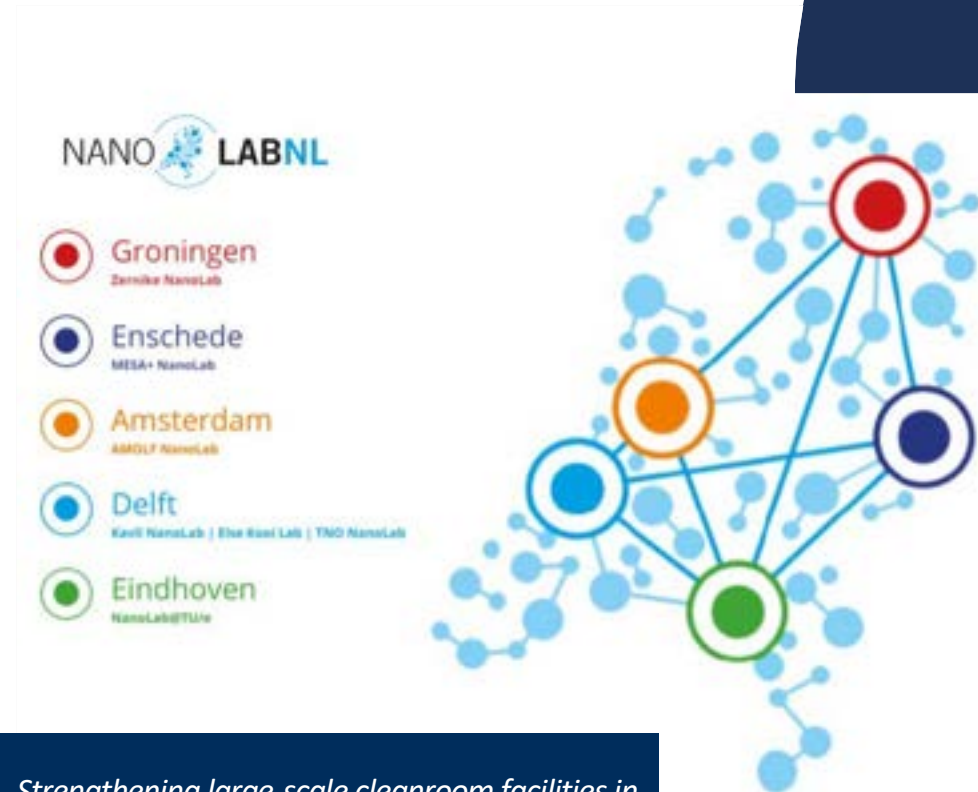 NANO LABNL
Groningen
Zernike NanoLab
Enschede
MESA+ NanoLab
Amsterdam
AMOLF NanoLab
Delft
Kavli NanoLab | Else Kooi Lab | TNO NanoLab
Eindhoven
NanoLab@TU/e
Strengthening large-scale cleanroom facilities in